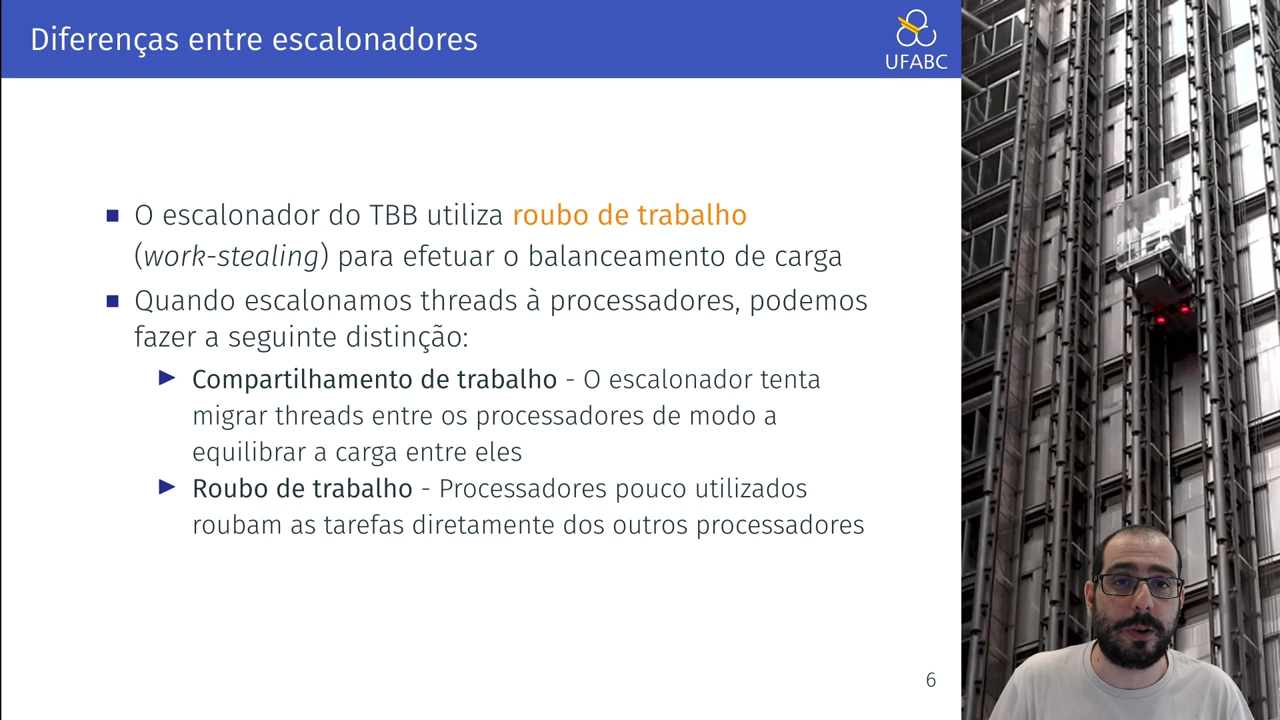 Diferenças entre escalonadores
UFABC
O escalonador do TBB utiliza roubo de trabalho
(work-stealing) para efetuar o balanceamento de carga
Quando escalonamos threads à processadores, podemos
fazer a seguinte distinção:
Compartilhamento de trabalho - O escalonador tenta
migrar threads entre os processadores de modo a
equilibrar a carga entre eles
Roubo de trabalho - Processadores pouco utilizados
roubam as tarefas diretamente dos outros processadores
6